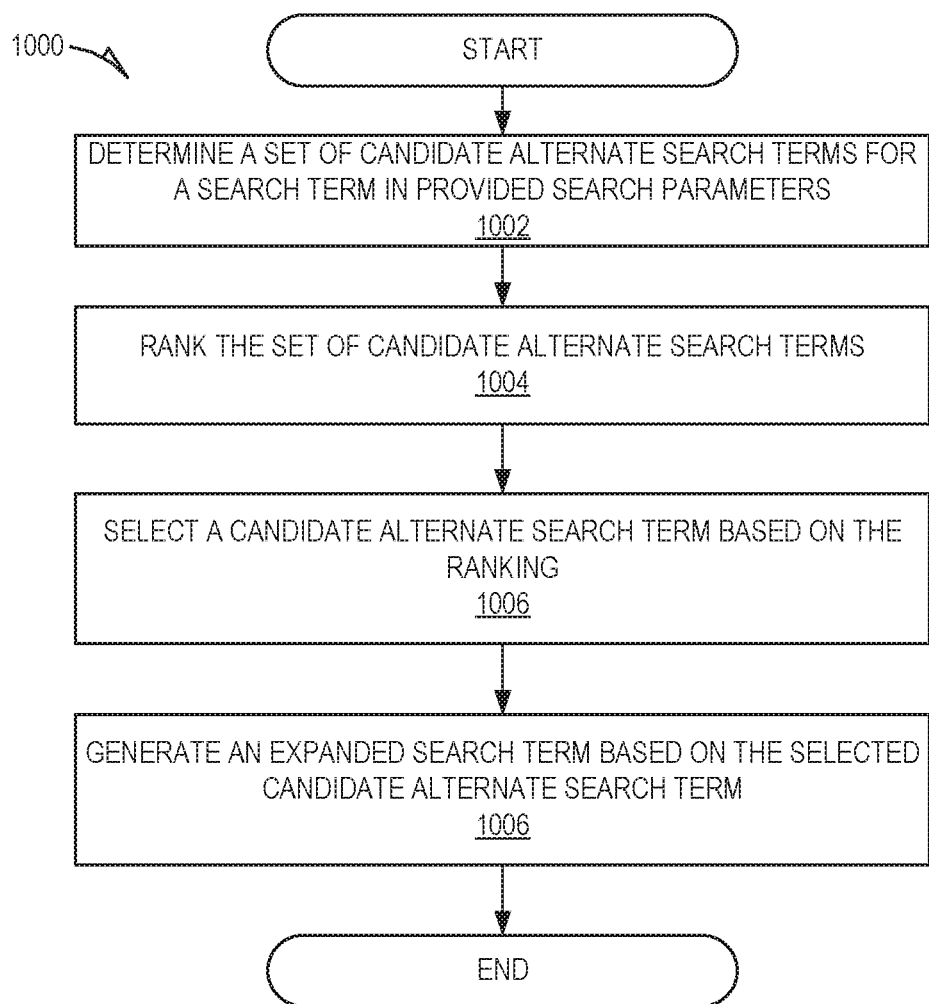 1000
START
DETERMINE A SET OF CANDIDATE ALTERNATE SEARCH TERMS FOR
A SEARCH TERM IN PROVIDED SEARCH PARAMETERS
1002
RANK THE SET OF CANDIDATE ALTERNATE SEARCH TERMS
1004
SELECT A CANDIDATE ALTERNATE SEARCH TERM BASED ON THE
RANKING
1006
GENERATE AN EXPANDED SEARCH TERM BASED ON THE SELECTED
CANDIDATE ALTERNATE SEARCH TERM
1006
END